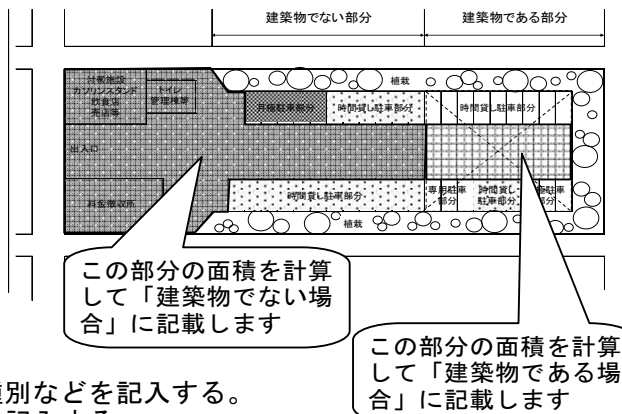 建築物でない部分
建築物である部分
付帯施設
ガソリンスタンド
飲食店
売店等
トイレ
管理棟等
植栽
月極駐車部分
時間貸し駐車部分
時間貸し駐車部分
出入口
料金徴収所
時間貸し駐車部分
専用駐車
部分
時間貸し
駐車部分
極駐車
部分
植栽
この部分の面積を計算
して「建築物でない場
合」に記載します
この部分の面積を計算
して「建築物である場
合」に記載します
別などを記入する。